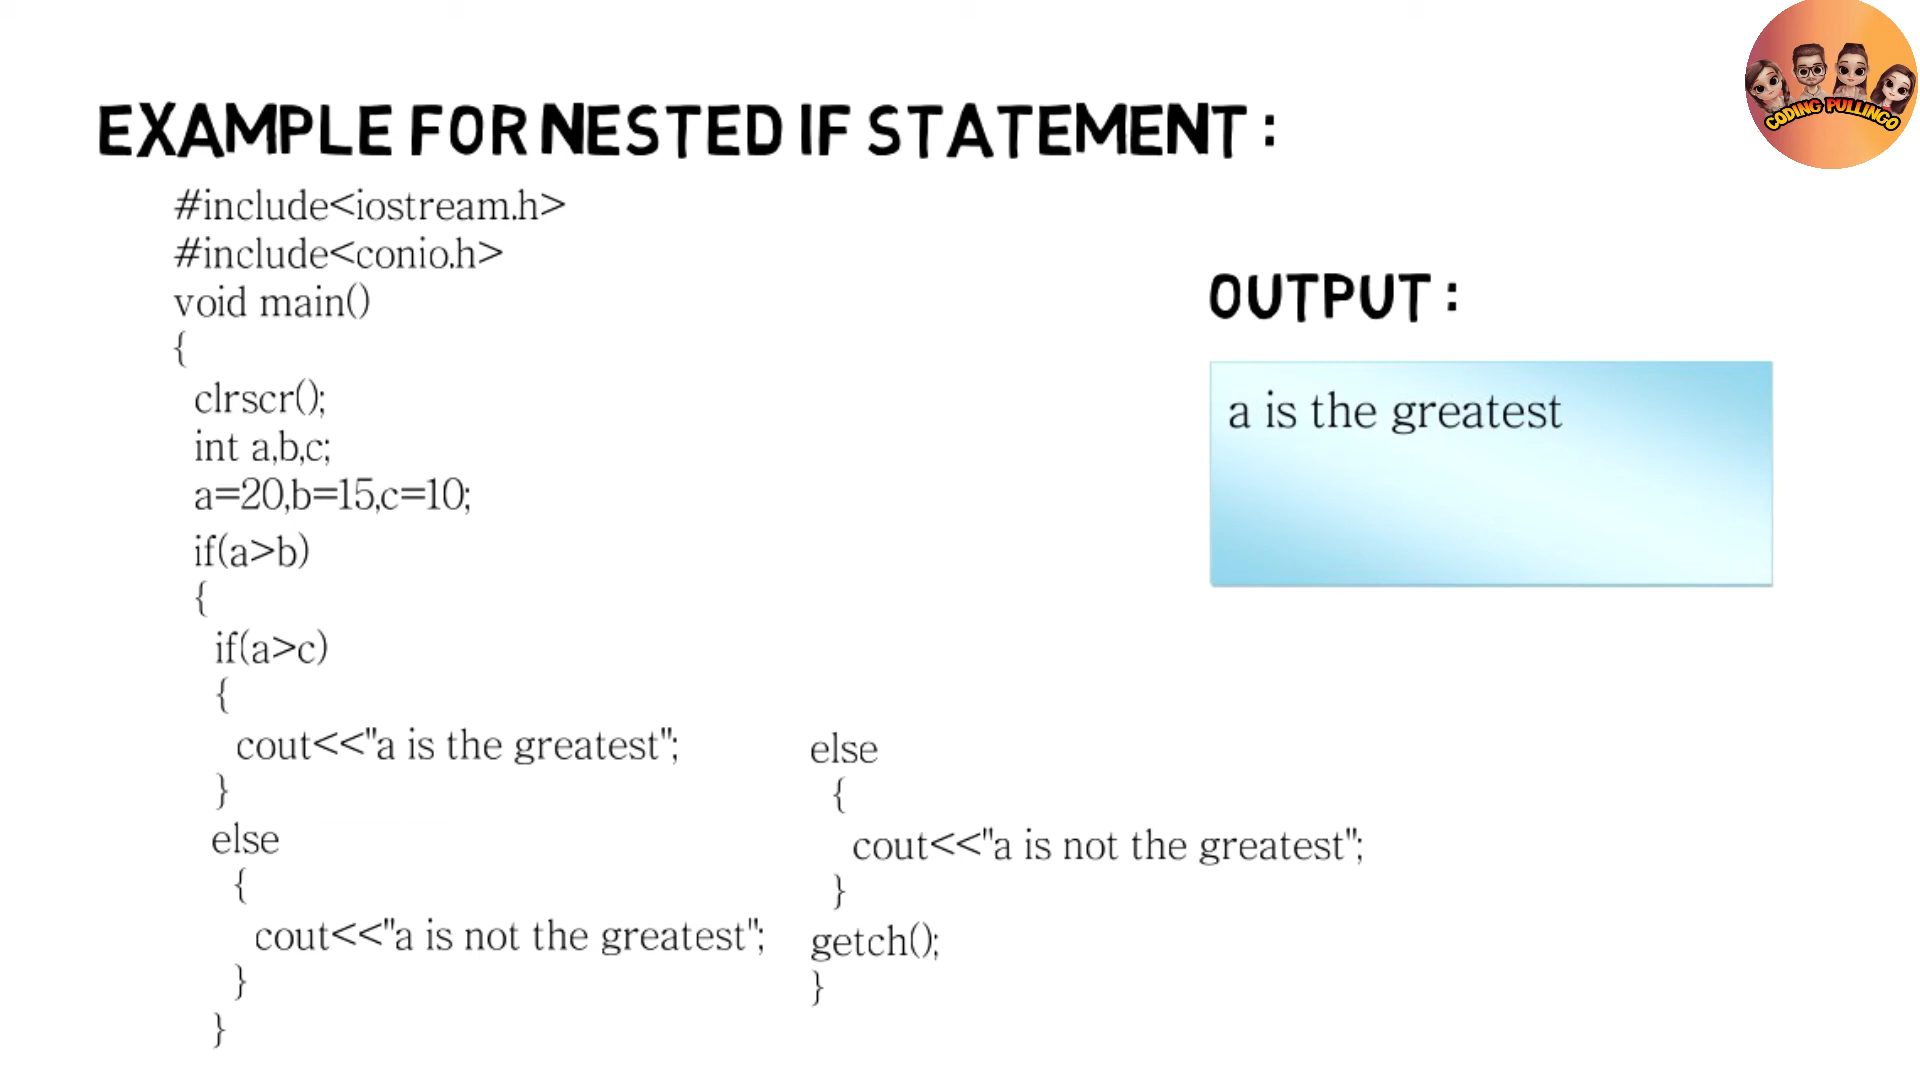 CODING PULLINGO
EXAMPLE FOR NESTED IF STATEMENT :
#include<iostream.h>
#include<conio.h>
void main()
{
clrscr();
int a,b,c;
a=20,b=15,c=10;
if(a>b)
{
if(a>c)
{
cout<<"a is the greatest";
}
else
{
cout<<"a is not the greatest";
}
}
else
{
cout<<"a is not the greatest";
}
getch();
}
OUTPUT :
a is the greatest